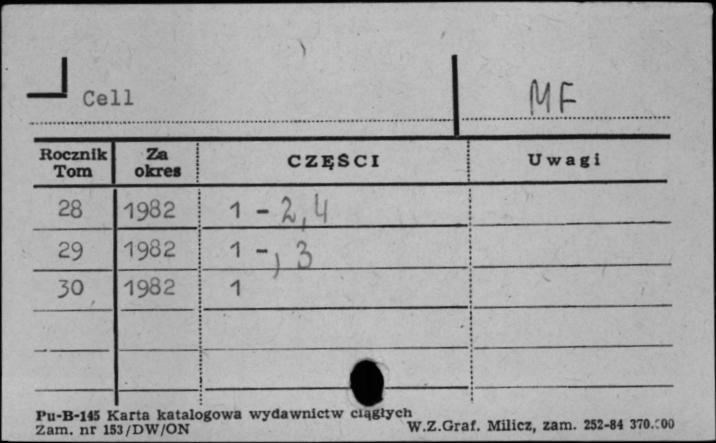 Cell
MF
Rocznik Tom Za okres CZĘŚCI Uwagi
28 1982 1 - 2, 4
29 1982 1 -, 3
30 1982 1
Pu-B-145 Karta katalogowa wydawnictw ciągłych
Zam. nr 153/DW/ON W.Z.Graf. Milicz, zam. 252-84 370.000